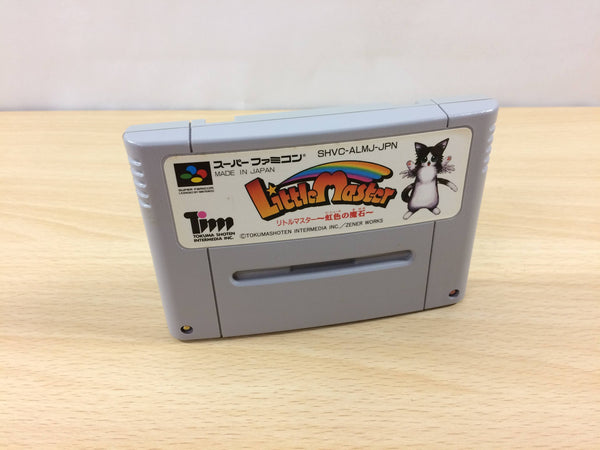 スーパーファミコン
SHVC-ALMJ-JPN
MADE IN JAPAN
SUPER FAMICOM
LittleMaster
リトルマスター〜虹色の魔石〜
Tim
TOKUMA SHOTEN
INTERMEDIA INC.
©TOKUMASHOTEN INTERMEDIA INC.／ZENER WORKS